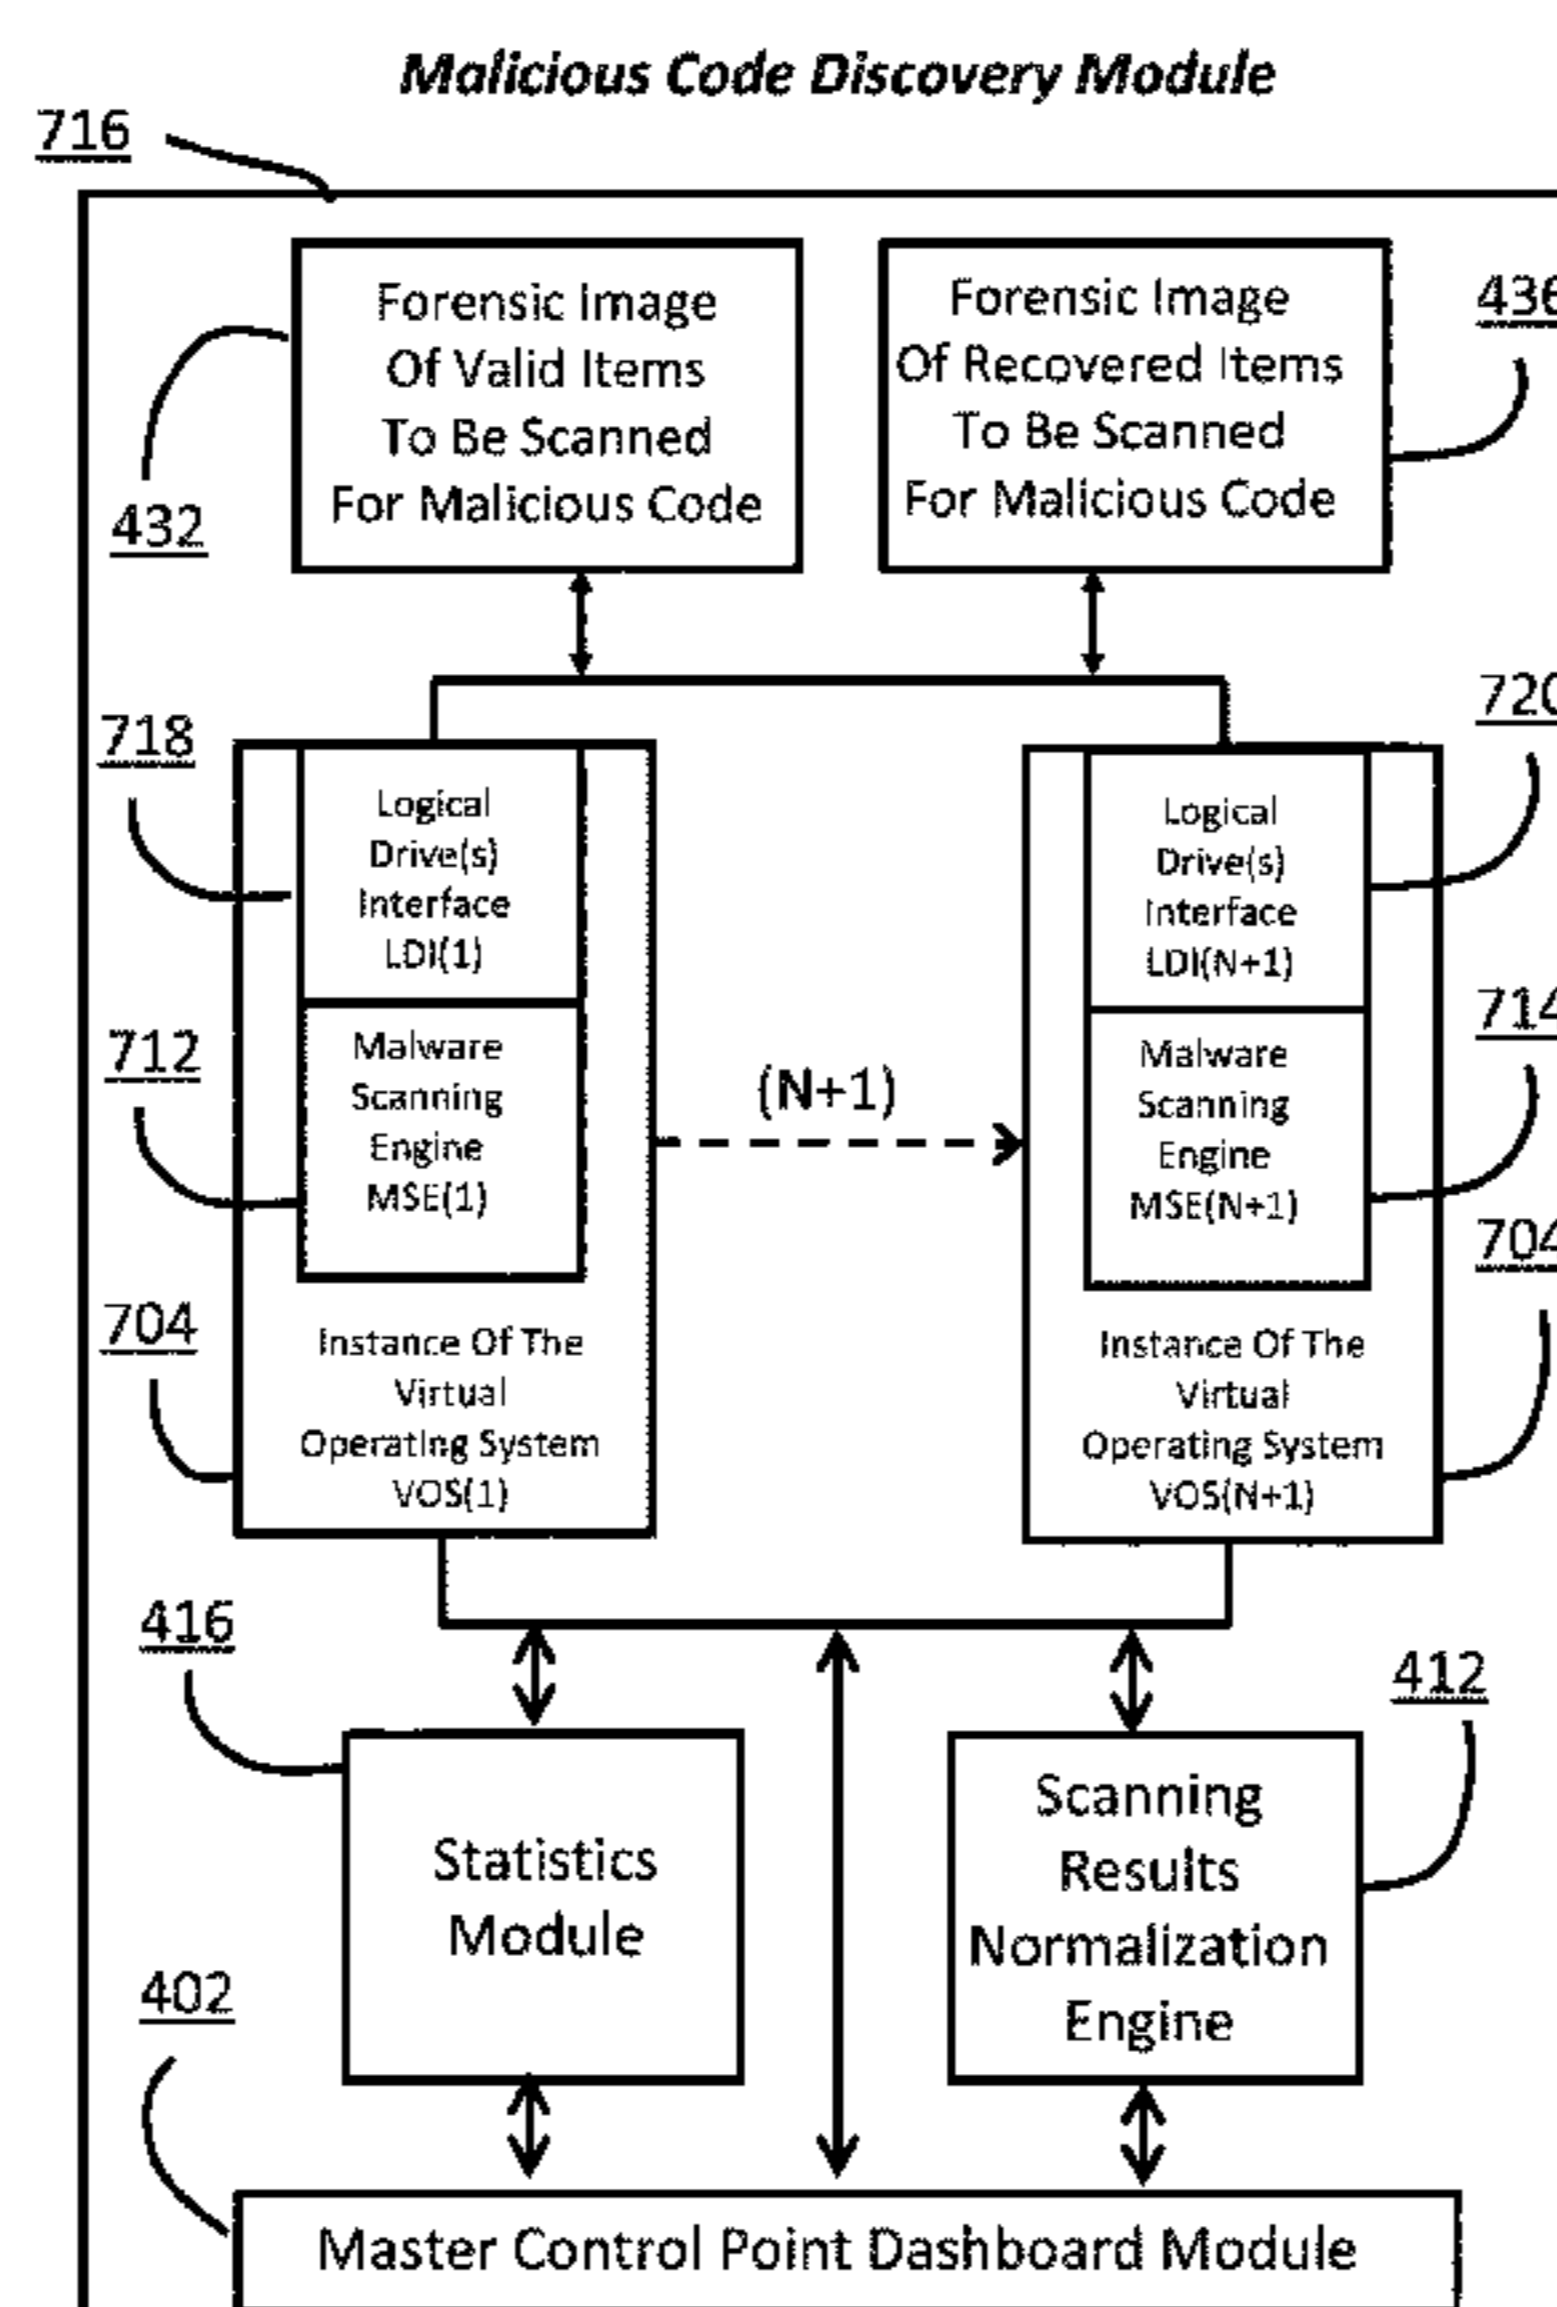 Malicious Code Discovery Module
716
Forensic Image
Of Valid Items
To Be Scanned
For Malicious Code
432
Forensic Image
Of Recovered Items
To Be Scanned
For Malicious Code
436
718
Logical
Drive(s)
Interface
LDI(1)
720
Logical
Drive(s)
Interface
LDI(N+1)
712
Malware
Scanning
Engine
MSE(1)
(N+1)
714
Malware
Scanning
Engine
MSE(N+1)
704
Instance Of The
Virtual
Operating System
VOS(1)
704
Instance Of The
Virtual
Operating System
VOS(N+1)
416
Statistics
Module
412
Scanning
Results
Normalization
Engine
402
Master Control Point Dashboard Module